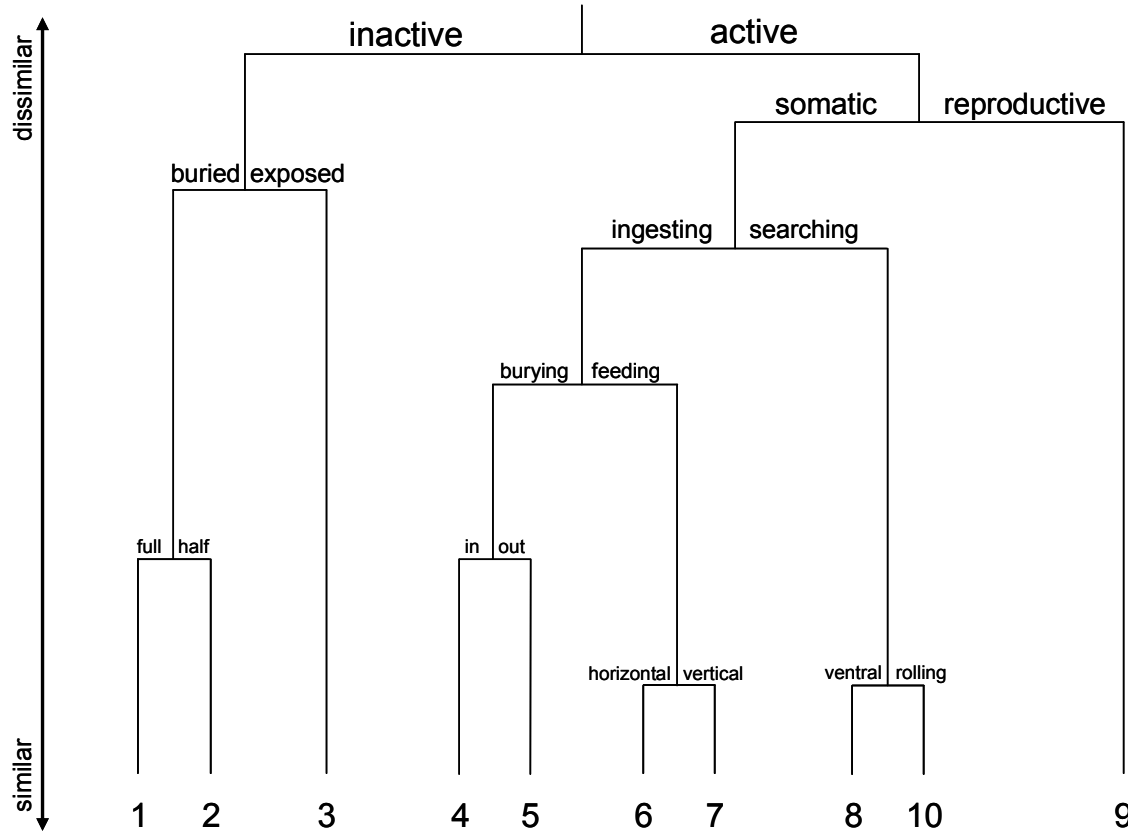 inactive active
dissimilar
somatic reproductive
buried exposed
ingesting searching
burying feeding
full half
in out
horizontal vertical
ventral rolling
similar
1 2 3 4 5 6 7 8 10 9